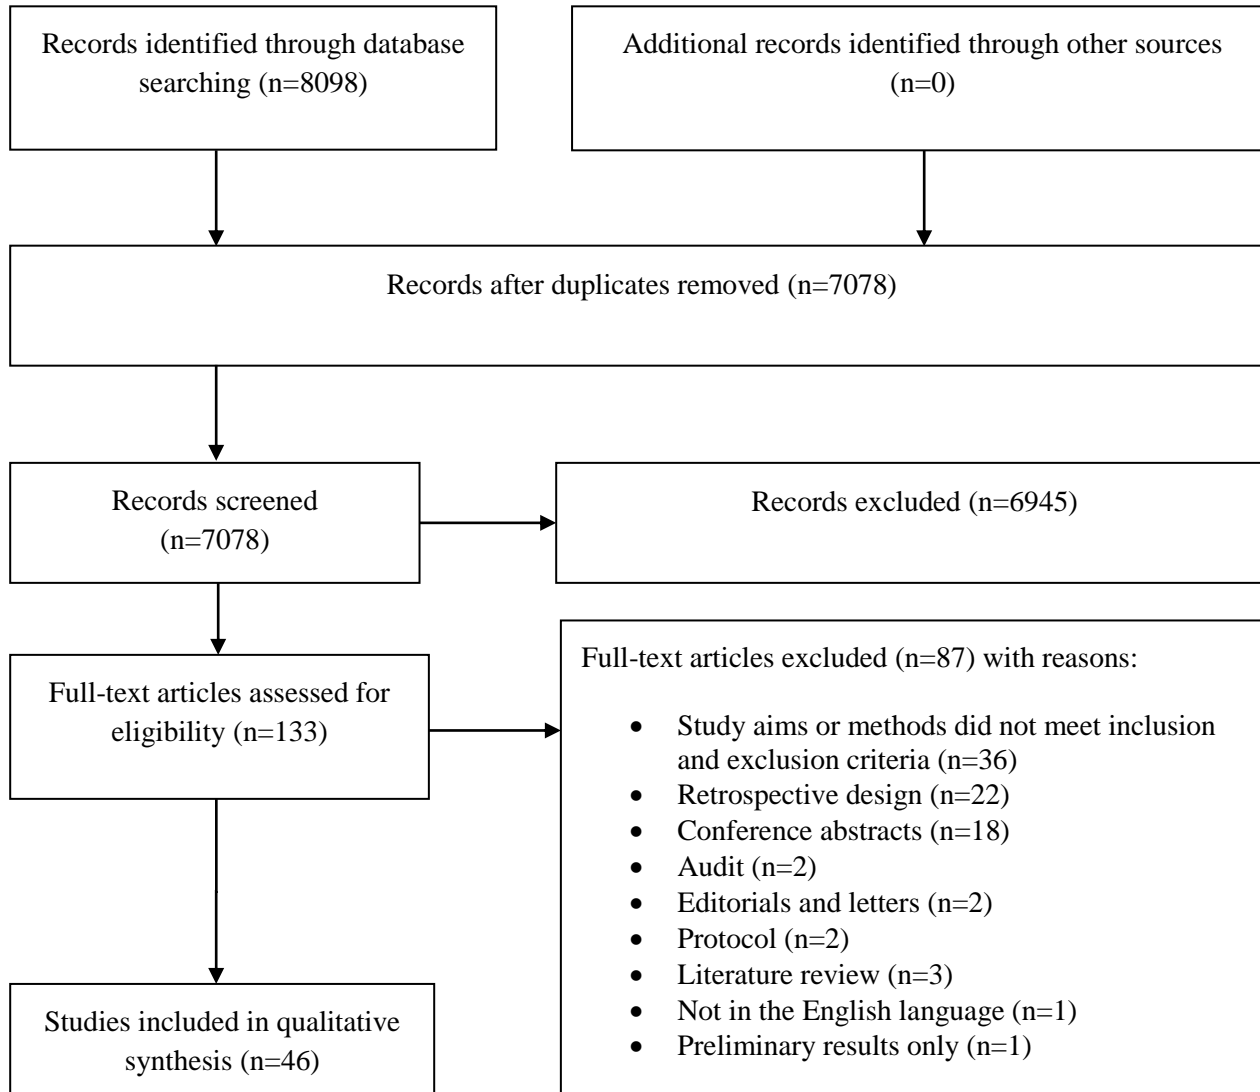 Records identified through database
searching (n=8098)
Additional records identified through other sources
(n=0)
Records after duplicates removed (n=7078)
Records screened
(n=7078)
Records excluded (n=6945)
Full-text articles assessed for
eligibility (n=133)
Full-text articles excluded (n=87) with reasons:
• Study aims or methods did not meet inclusion
and exclusion criteria (n=36)
• Retrospective design (n=22)
• Conference abstracts (n=18)
• Audit (n=2)
• Editorials and letters (n=2)
• Protocol (n=2)
• Literature review (n=3)
• Not in the English language (n=1)
• Preliminary results only (n=1)
Studies included in qualitative
synthesis (n=46)